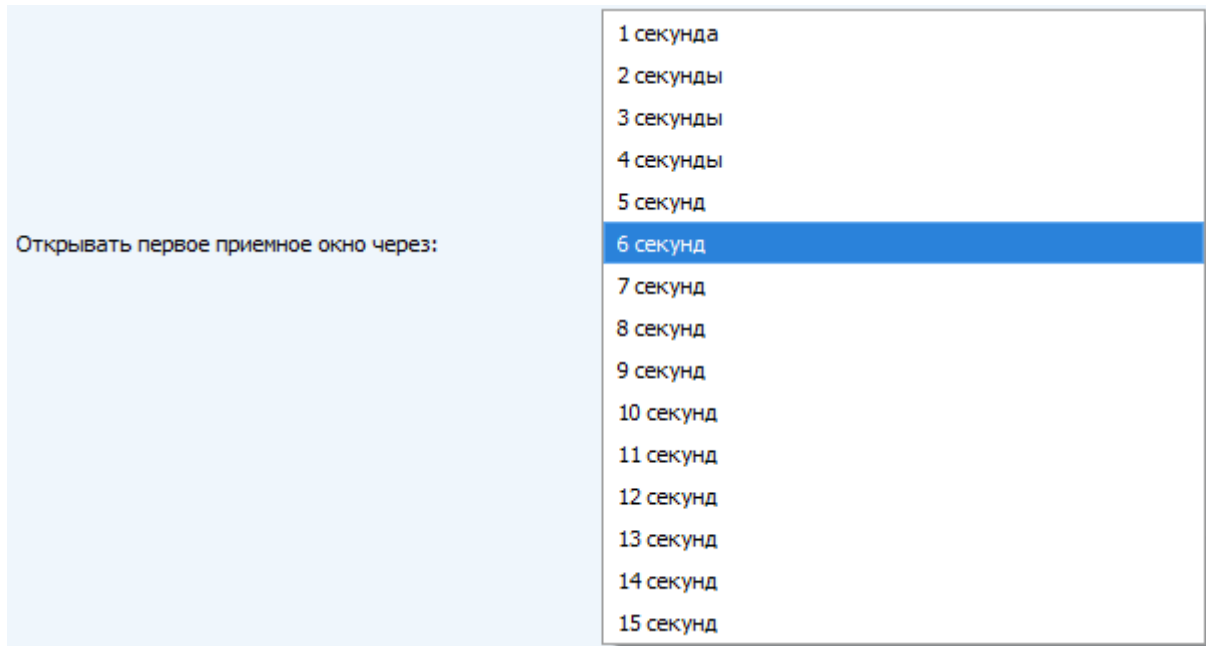 Открывать первое приемное окно через:
1 секунда
2 секунды
3 секунды
4 секунды
5 секунд
6 секунд
7 секунд
8 секунд
9 секунд
10 секунд
11 секунд
12 секунд
13 секунд
14 секунд
15 секунд